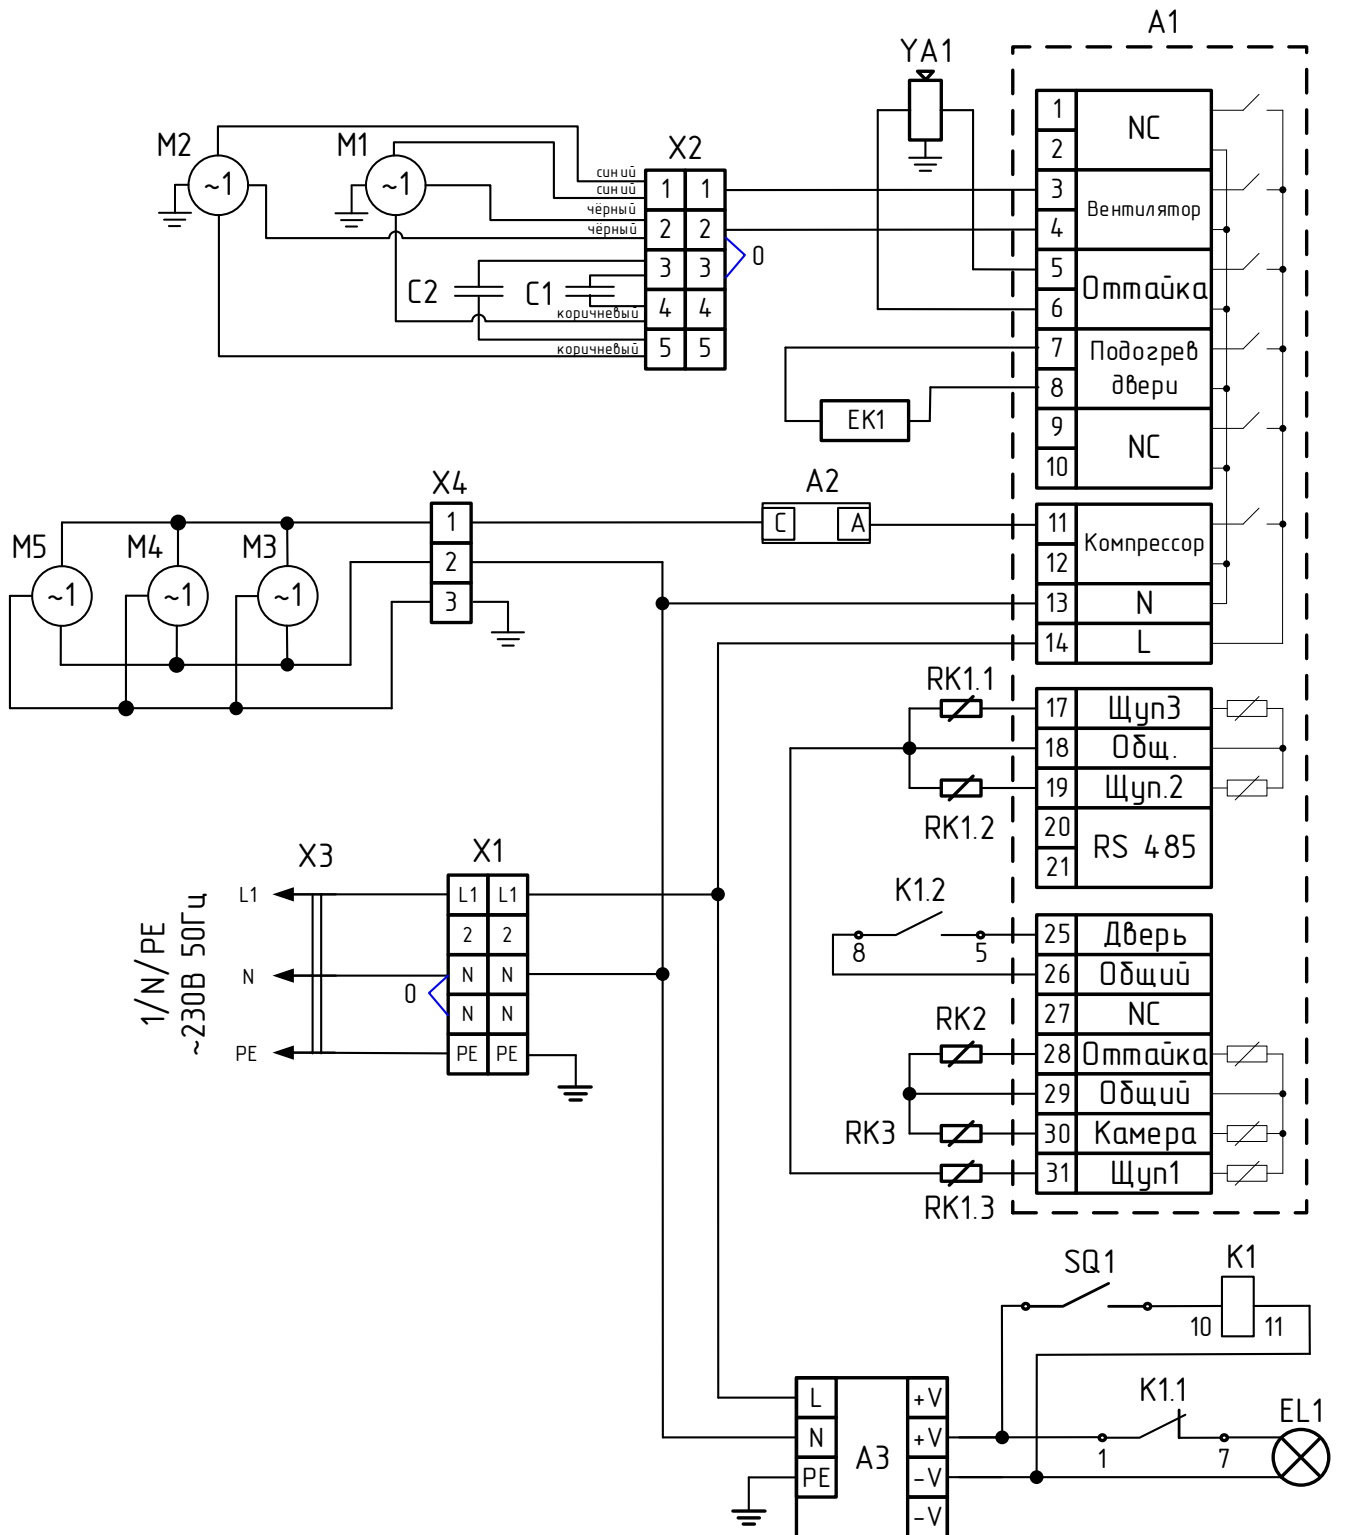 A1
YA1
1
NC
2
M2
M1
X2
~1
~1
синий
синий
чёрный
чёрный
1
1
2
2
3
3
4
4
5
5
0
C2
C1
коричневый
коричневый
3
Вентилятор
4
5
Оттайка
6
7
Подогрев
двери
8
EK1
9
NC
10
X4
A2
C
A
1
2
3
M5
M4
M3
~1
~1
~1
11
Компрессор
12
13
N
14
L
RK1.1
17
Щуп3
18
Общ.
19
Щуп.2
RK1.2
20
RS 485
21
X3
X1
L1
N
PE
1/N/PE
~230В 50Гц
0
L1
L1
2
2
N
N
N
N
PE
PE
K1.2
8
5
25
Дверь
26
Общий
27
NC
RK2
28
Оттайка
29
Общий
RK3
30
Камера
31
Щуп1
RK1.3
SQ1
K1
10
11
L
+V
N
A3
+V
PE
-V
-V
K1.1
1
7
EL1